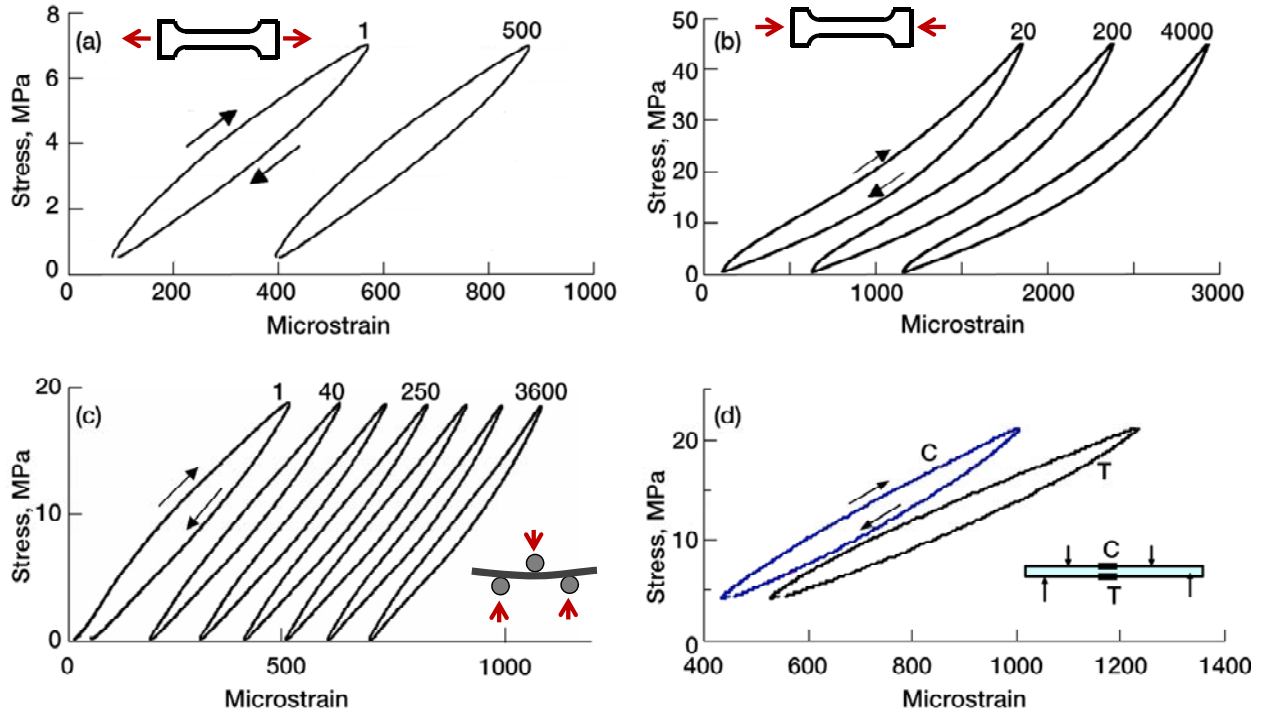 (a)
1
500
8
6
4
2
0
Stress, MPa
0 200 400 600 800 1000
Microstrain
(b)
20 200 4000
50
40
30
20
10
0
Stress, MPa
0 1000 2000 3000
Microstrain
(c)
1 40 250 3600
20
10
0
Stress, MPa
0 500 1000
Microstrain
(d)
C
T
20
10
0
Stress, MPa
C
T
400 600 800 1000 1200 1400
Microstrain